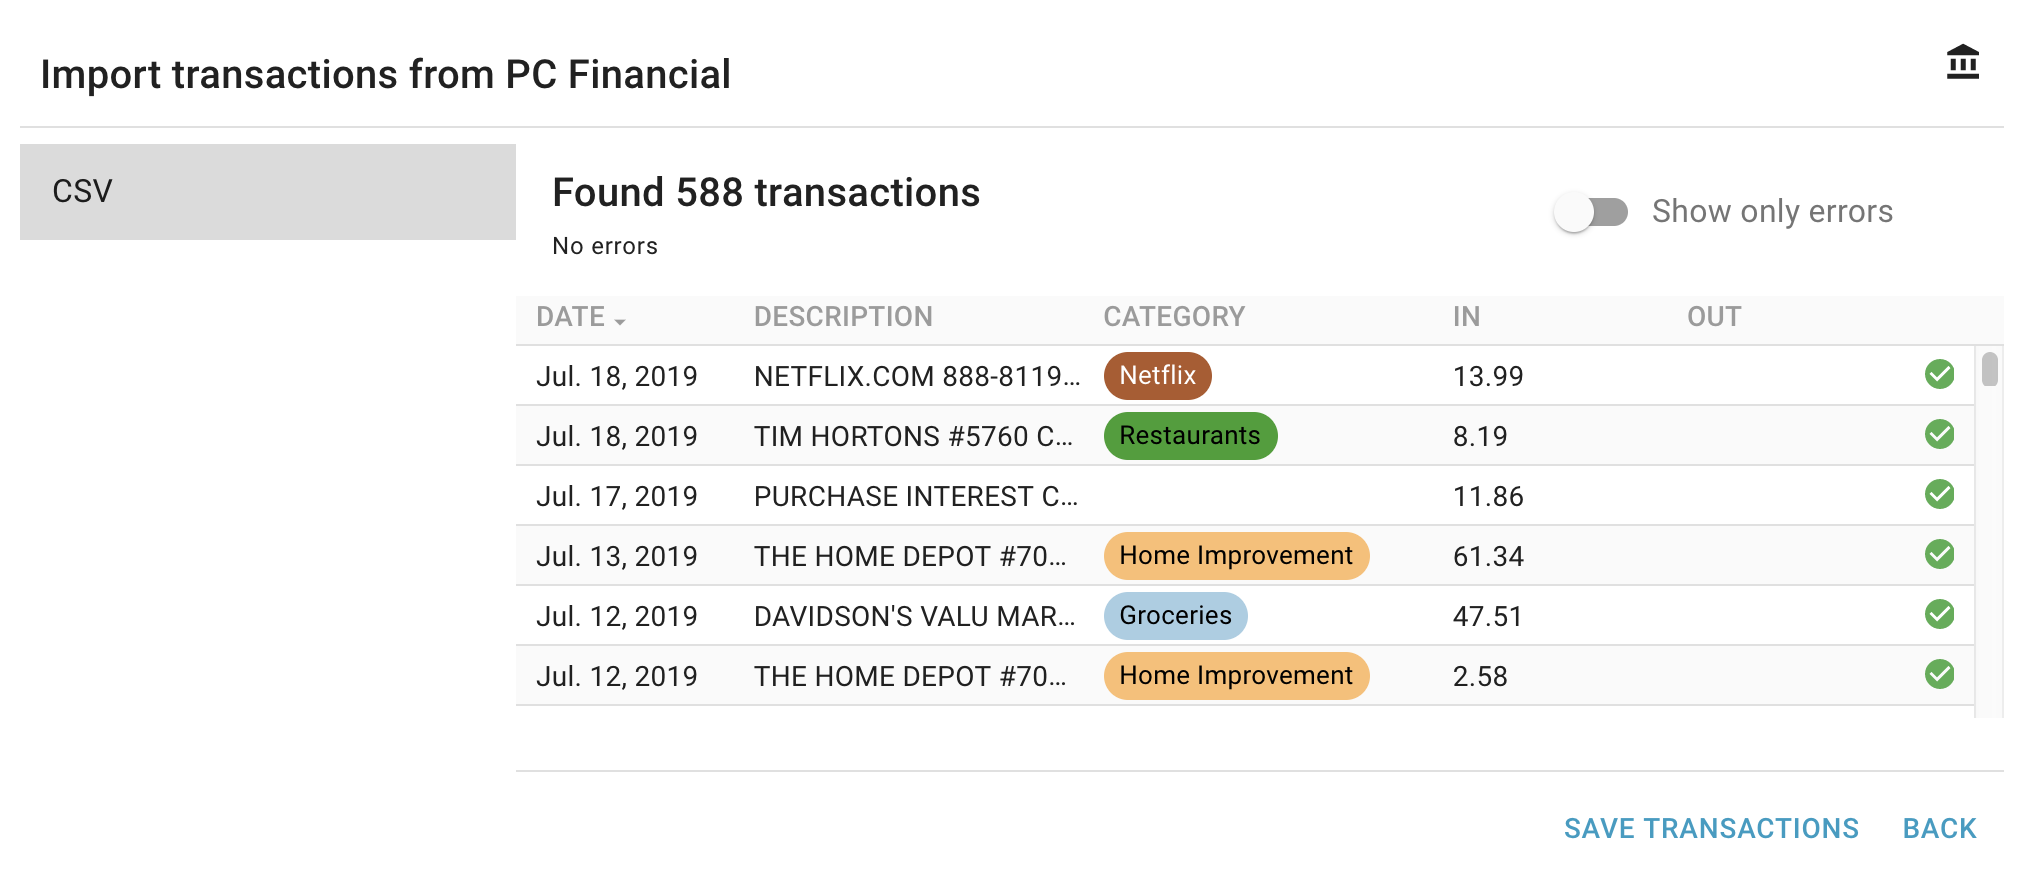 Import transactions from PC Financial
CSV
Found 588 transactions
No errors
Show only errors
DATE DESCRIPTION CATEGORY IN OUT
Jul. 18, 2019 NETFLIX.COM 888-8119... Netflix 13.99
Jul. 18, 2019 TIM HORTONS #5760 C... Restaurants 8.19
Jul. 17, 2019 PURCHASE INTEREST C... 11.86
Jul. 13, 2019 THE HOME DEPOT #70... Home Improvement 61.34
Jul. 12, 2019 DAVIDSON'S VALU MAR... Groceries 47.51
Jul. 12, 2019 THE HOME DEPOT #70... Home Improvement 2.58
SAVE TRANSACTIONS BACK